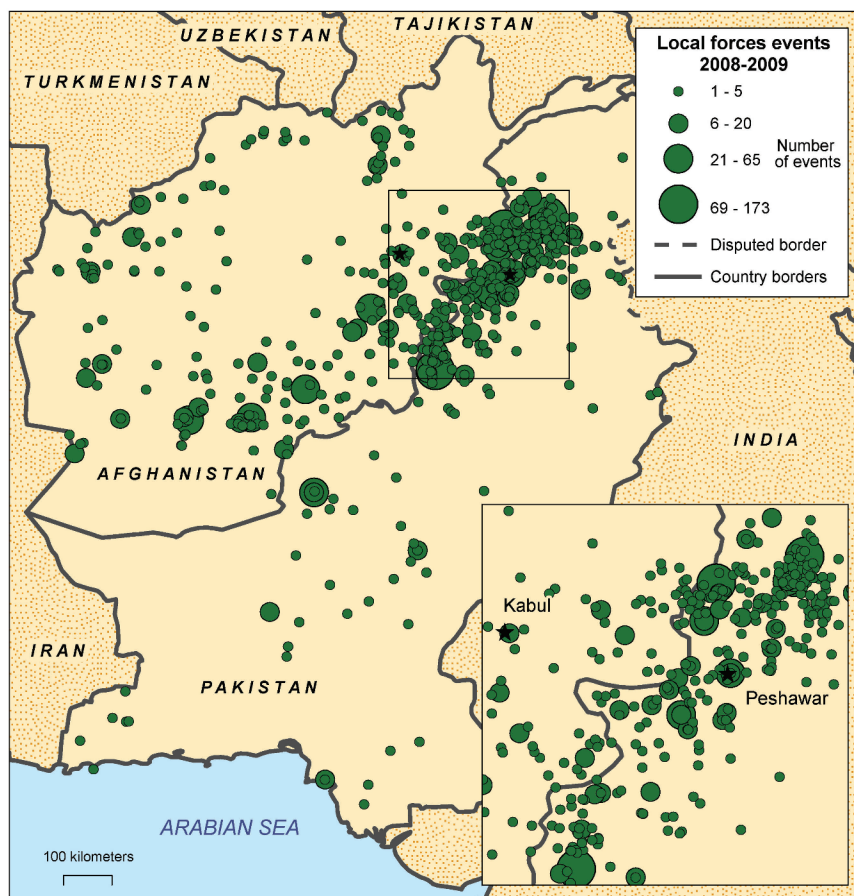 UZBEKISTAN
TAJIKISTAN
TURKMENISTAN
Local forces events
2008-2009
1 - 5
6 - 20
Number
of events
21 - 65
69 - 173
Disputed border
Country borders
INDIA
AFGHANISTAN
IRAN
PAKISTAN
Kabul
Peshawar
ARABIAN SEA
100 kilometers